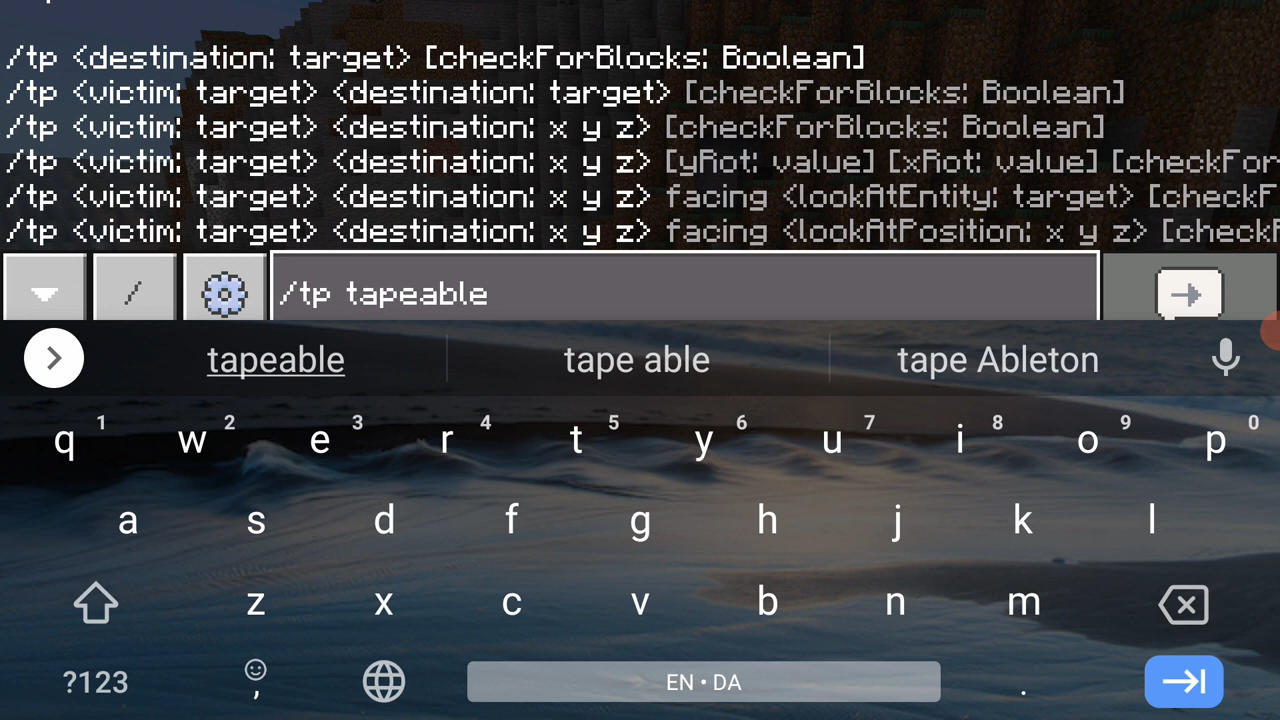 /tp <destination: target> [checkForBlocks: Boolean]
/tp <victim: target> <destination: target> [checkForBlocks: Boolean]
/tp <victim: target> <destination: x y z> [checkForBlocks: Boolean]
/tp <victim: target> <destination: x y z> [yRot: value] [xRot: value] [checkFor
/tp <victim: target> <destination: x y z> facing <lookAtEntity: target> [checkF
/tp <victim: target> <destination: x y z> facing <lookAtPosition: x y z> [check
/ /tp tapeable
tapeable tape able tape Ableton
1 2 3 4 5 6 7 8 9 0
q w e r t y u i o p
a s d f g h j k l
z x c v b n m
?123 , EN • DA .